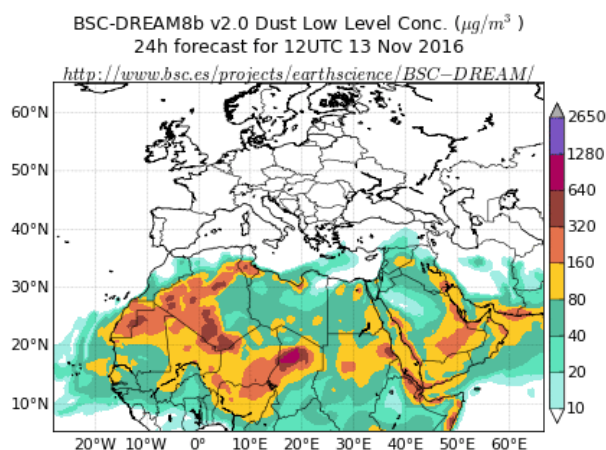 BSC-DREAM8b v2.0 Dust Low Level Conc. (μg/m³ )
24h forecast for 12UTC 13 Nov 2016
http://www.bsc.es/projects/earthscience/BSC−DREAM/
60°N
50°N
40°N
30°N
20°N
10°N
20°W 10°W 0° 10°E 20°E 30°E 40°E 50°E 60°E
2650
1280
640
320
160
80
40
20
10